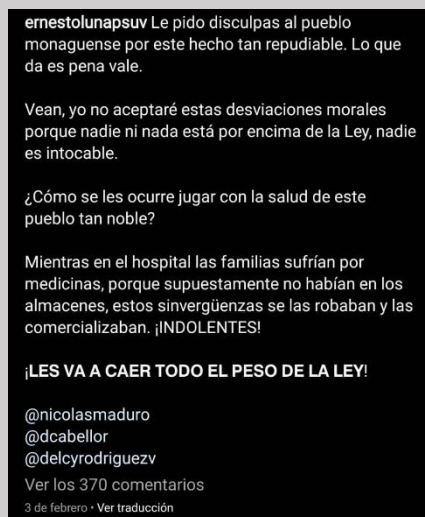 ernestolunapsuv Le pido disculpas al pueblo
monaguense por este hecho tan repudiable. Lo que
da es pena vale.
Vean, yo no aceptaré estas desviaciones morales
porque nadie ni nada está por encima de la Ley, nadie
es intocable.
¿Cómo se les ocurre jugar con la salud de este
pueblo tan noble?
Mientras en el hospital las familias sufrían por
medicinas, porque supuestamente no habían en los
almacenes, estos sinvergüenzas se las robaban y las
comercializaban. ¡INDOLENTES!
¡LES VA A CAER TODO EL PESO DE LA LEY!
@nicolasmaduro
@dcabellor
@delcyrodriguezv
Ver los 370 comentarios
3 de febrero • Ver traducción